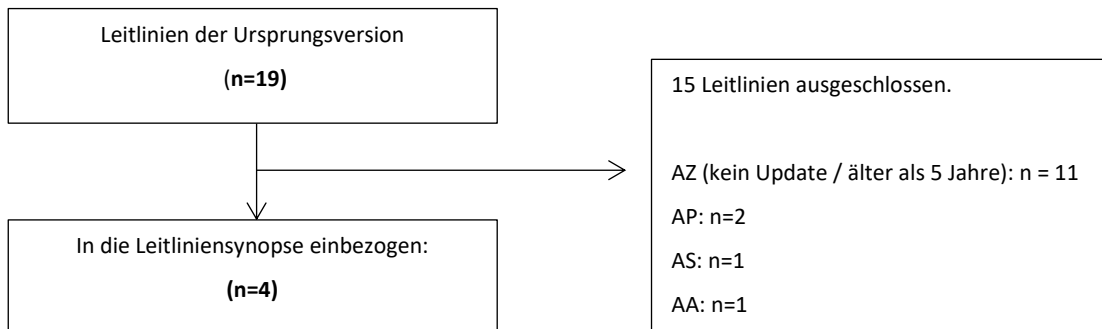 Leitlinien der Ursprungsversion
(n=19)
15 Leitlinien ausgeschlossen.
AZ (kein Update / älter als 5 Jahre): n = 11
AP: n=2
AS: n=1
AA: n=1
In die Leitliniensynopse einbezogen:
(n=4)